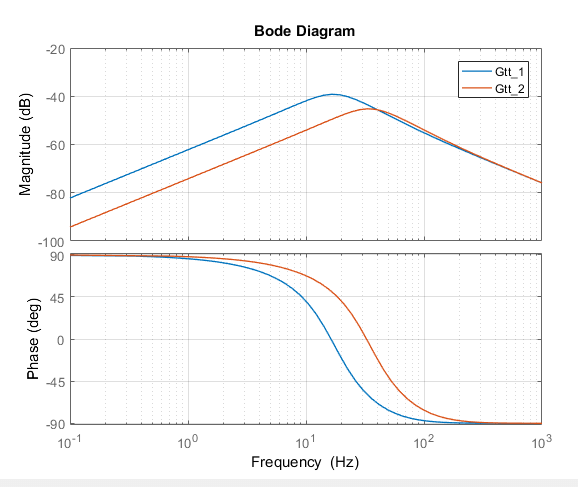 Bode Diagram
Magnitude (dB)
-20
-40
-60
-80
-100
Gtt_1
Gtt_2
Phase (deg)
90
45
0
-45
-90
10^-1 10^0 10^1 10^2 10^3
Frequency (Hz)